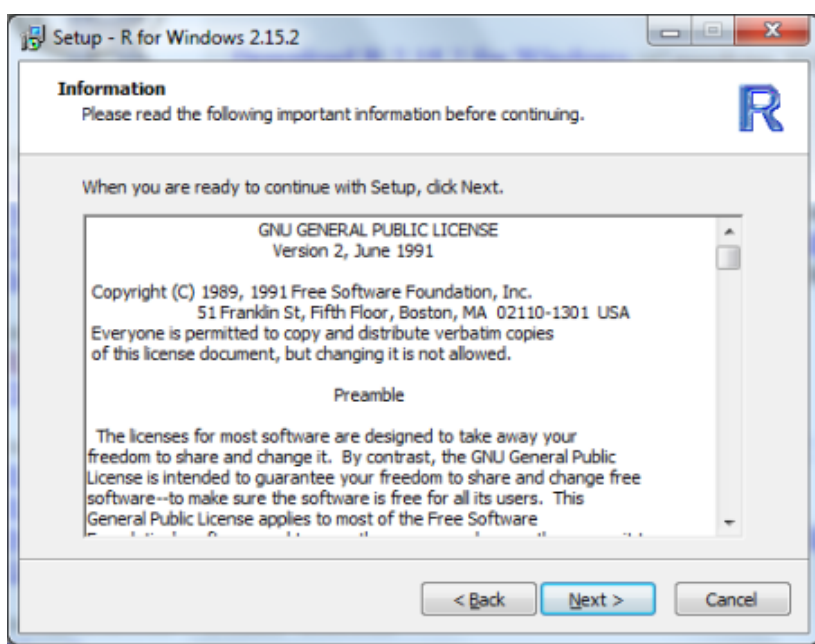 Setup - R for Windows 2.15.2
Information
Please read the following important information before continuing.
R
When you are ready to continue with Setup, click Next.
GNU GENERAL PUBLIC LICENSE
Version 2, June 1991
Copyright (C) 1989, 1991 Free Software Foundation, Inc.
51 Franklin St, Fifth Floor, Boston, MA 02110-1301 USA
Everyone is permitted to copy and distribute verbatim copies
of this license document, but changing it is not allowed.
Preamble
The licenses for most software are designed to take away your
freedom to share and change it. By contrast, the GNU General Public
License is intended to guarantee your freedom to share and change free
software--to make sure the software is free for all its users. This
General Public License applies to most of the Free Software
< Back
Next >
Cancel